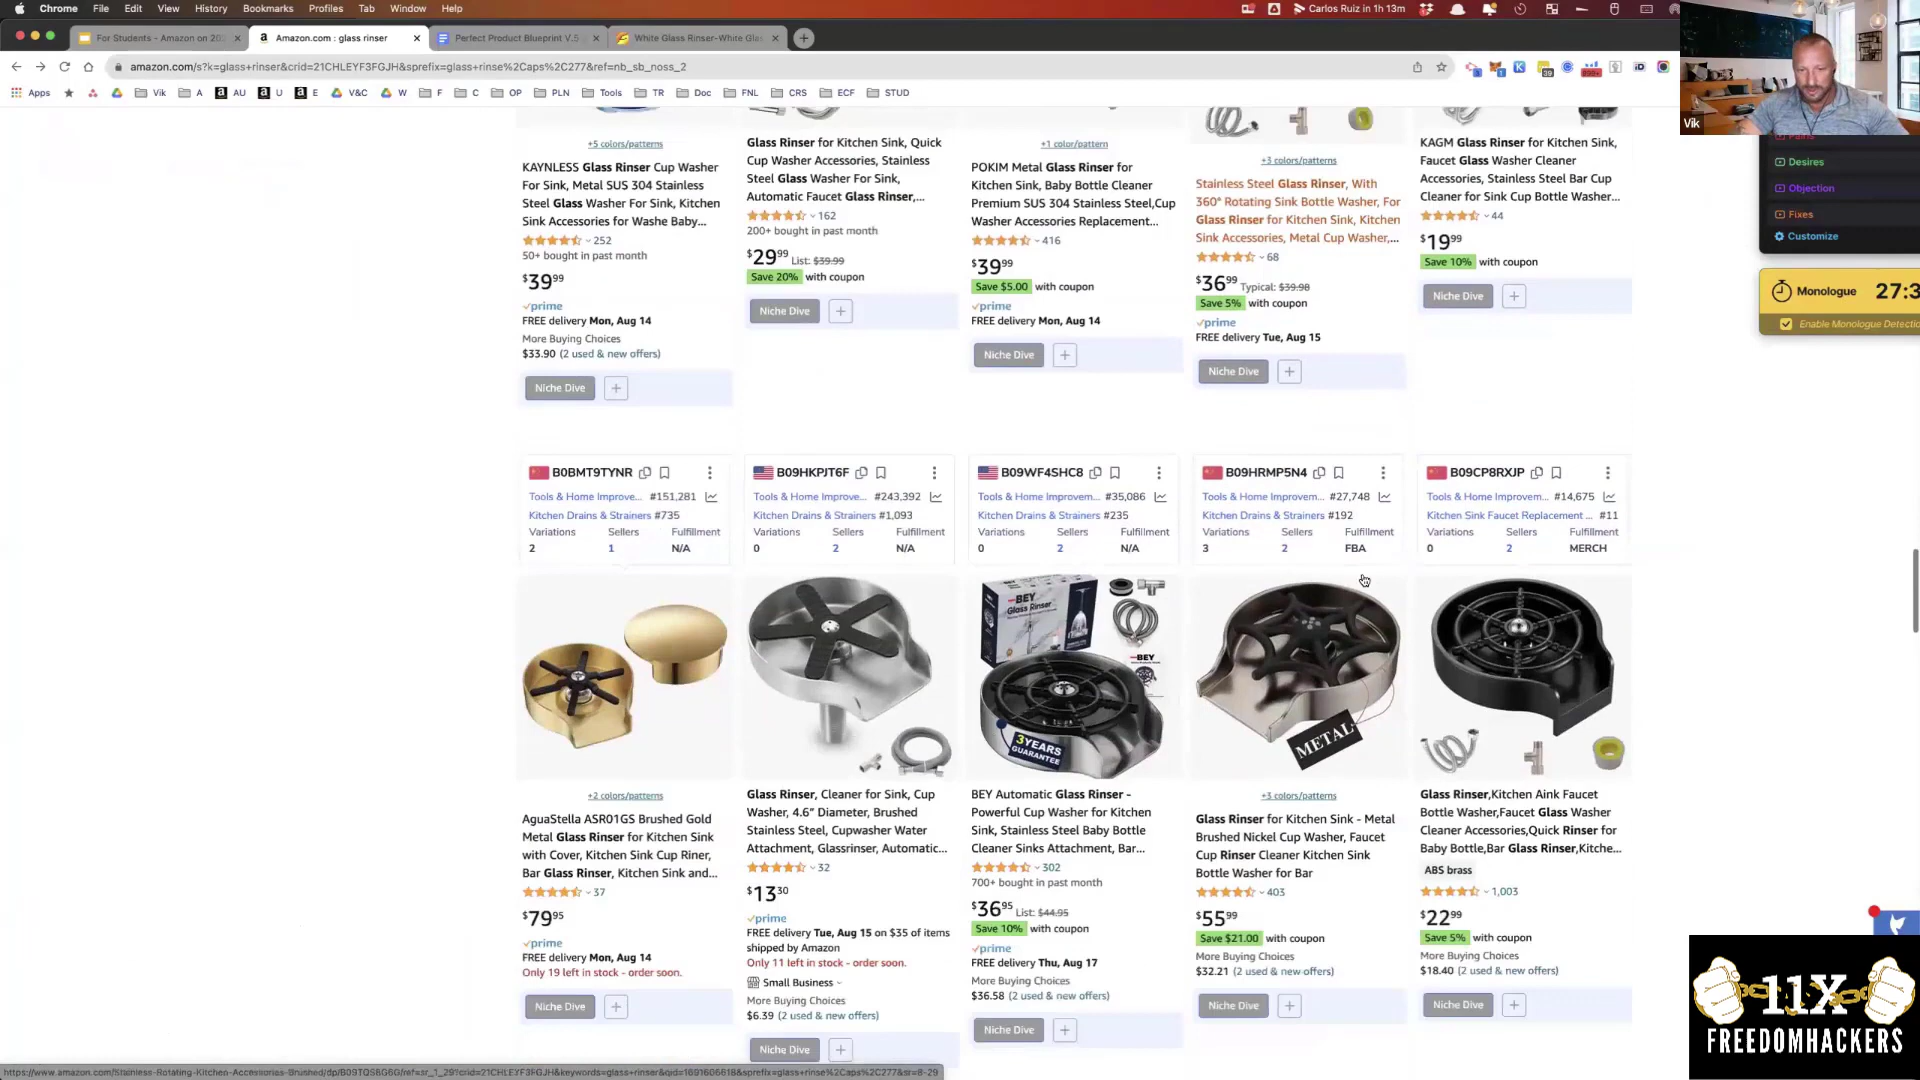 Chrome File Edit View History Bookmarks Profiles Tab Window Help
Carlos Ruiz in 1h 13m
For Students - Amazon on 202
Amazon.com : glass rinser
Perfect Product Blueprint V.5
White Glass Rinser-White Glas
amazon.com/s?k=glass+rinser&crid=21CHLEYF3FGJH&sprefix=glass+rinse%2Caps%2C277&ref=nb_sb_noss_2
Apps Vik A AU U E V&C W F C OP PLN Tools TR Doc FNL CRS ECF STUD
Vik
Desires
Objection
Fixes
Customize
Monologue 27:3
Enable Monologue Detectio
+5 colors/patterns
KAYNLESS Glass Rinser Cup Washer
For Sink, Metal SUS 304 Stainless
Steel Glass Washer For Sink, Kitchen
Sink Accessories for Washe Baby...
252
50+ bought in past month
$39.99
prime
FREE delivery Mon, Aug 14
More Buying Choices
$33.90 (2 used & new offers)
Niche Dive +
Glass Rinser for Kitchen Sink, Quick
Cup Washer Accessories, Stainless
Steel Glass Washer For Sink,
Automatic Faucet Glass Rinser,...
162
200+ bought in past month
$29.99 List: $39.99
Save 20% with coupon
Niche Dive +
+1 color/pattern
POKIM Metal Glass Rinser for
Kitchen Sink, Baby Bottle Cleaner
Premium SUS 304 Stainless Steel,Cup
Washer Accessories Replacement...
416
$39.99
Save $5.00 with coupon
prime
FREE delivery Mon, Aug 14
Niche Dive +
+3 colors/patterns
Stainless Steel Glass Rinser, With
360° Rotating Sink Bottle Washer, For
Glass Rinser for Kitchen Sink, Kitchen
Sink Accessories, Metal Cup Washer,...
68
$36.99 Typical: $39.98
Save 5% with coupon
prime
FREE delivery Tue, Aug 15
Niche Dive +
KAGM Glass Rinser for Kitchen Sink,
Faucet Glass Washer Cleaner
Accessories, Stainless Steel Bar Cup
Cleaner for Sink Cup Bottle Washer...
44
$19.99
Save 10% with coupon
Niche Dive +
B0BMT9TYNR
Tools & Home Improve... #151,281
Kitchen Drains & Strainers #735
Variations Sellers Fulfillment
2 1 N/A
B09HKPJT6F
Tools & Home Improve... #243,392
Kitchen Drains & Strainers #1,093
Variations Sellers Fulfillment
0 2 N/A
B09WF4SHC8
Tools & Home Improvem... #35,086
Kitchen Drains & Strainers #235
Variations Sellers Fulfillment
0 2 N/A
B09HRMP5N4
Tools & Home Improvem... #27,748
Kitchen Drains & Strainers #192
Variations Sellers Fulfillment
3 2 FBA
B09CP8RXJP
Tools & Home Improvem... #14,675
Kitchen Sink Faucet Replacement ... #11
Variations Sellers Fulfillment
0 2 MERCH
BEY
Glass Rinser
3 YEARS
GUARANTEE
METAL
+2 colors/patterns
AguaStella ASR01GS Brushed Gold
Metal Glass Rinser for Kitchen Sink
with Cover, Kitchen Sink Cup Riner,
Bar Glass Rinser, Kitchen Sink and...
37
$79.95
prime
FREE delivery Mon, Aug 14
Only 19 left in stock - order soon.
Niche Dive +
Glass Rinser, Cleaner for Sink, Cup
Washer, 4.6” Diameter, Brushed
Stainless Steel, Cupwasher Water
Attachment, Glassrinser, Automatic...
32
$13.30
prime
FREE delivery Tue, Aug 15 on $35 of items
shipped by Amazon
Only 11 left in stock - order soon.
Small Business
More Buying Choices
$6.39 (2 used & new offers)
Niche Dive +
BEY Automatic Glass Rinser -
Powerful Cup Washer for Kitchen
Sink, Stainless Steel Baby Bottle
Cleaner Sinks Attachment, Bar...
302
700+ bought in past month
$36.95 List: $44.95
Save 10% with coupon
prime
FREE delivery Thu, Aug 17
More Buying Choices
$36.58 (2 used & new offers)
Niche Dive +
+3 colors/patterns
Glass Rinser for Kitchen Sink - Metal
Brushed Nickel Cup Washer, Faucet
Cup Rinser Cleaner Kitchen Sink
Bottle Washer for Bar
403
$55.99
Save $21.00 with coupon
More Buying Choices
$32.21 (2 used & new offers)
Niche Dive +
Glass Rinser,Kitchen Aink Faucet
Bottle Washer,Faucet Glass Washer
Cleaner Accessories,Quick Rinser for
Baby Bottle,Bar Glass Rinser,Kitche...
ABS brass
1,003
$22.99
Save 5% with coupon
More Buying Choices
$18.40 (2 used & new offers)
Niche Dive +
11X
FREEDOMHACKERS